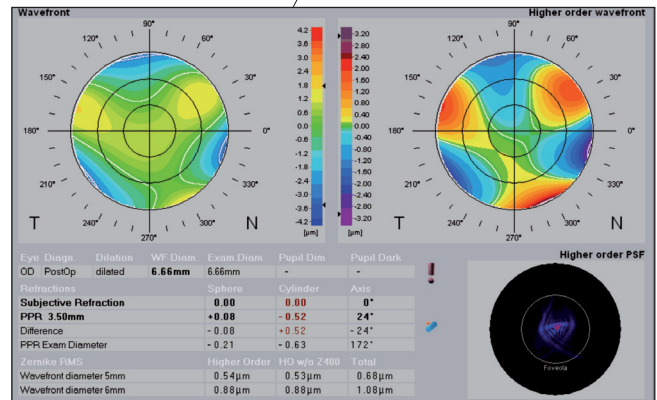 Wavefront
Higher order wavefront
90°
60°
30°
0°
N
270°
240°
T
210°
180°
150°
4.2
3.6
3.0
2.4
1.8
1.2
0.6
0.0
-0.6
-1.2
-1.8
-2.4
-3.0
-3.6
-4.2
[µm]
3.20
2.80
2.40
2.00
1.60
1.20
0.80
0.40
0.00
-0.40
-0.80
-1.20
-1.60
-2.00
-2.40
-2.80
-3.20
[µm]
90°
60°
30°
0°
N
270°
240°
T
210°
180°
150°
Eye Diagn. Dilation WF Diam. Exam.Diam. Pupil Dim Pupil Dark
OD PostOp dilated 6.66mm 6.66mm - -
Refractions Sphere Cylinder Axis
Subjective Refraction 0.00 0.00 0°
PPR 3.50mm +0.08 -0.52 24°
Difference -0.08 +0.52 -24°
PPR Exam Diameter -0.21 -0.63 172°
Zernike RMS Higher Order HO w/o Z400 Total
Wavefront diameter 5mm 0.54µm 0.53µm 0.68µm
Wavefront diameter 6mm 0.88µm 0.88µm 1.08µm
Higher order PSF
Foveola